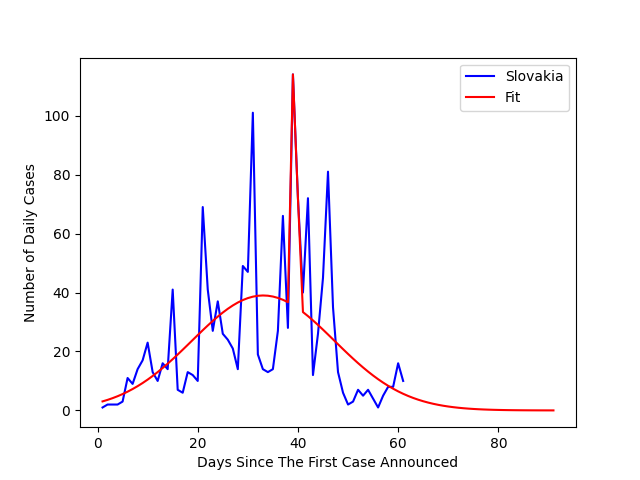 Slovakia
Fit
100
80
60
40
20
0
Number of Daily Cases
0 20 40 60 80
Days Since The First Case Announced